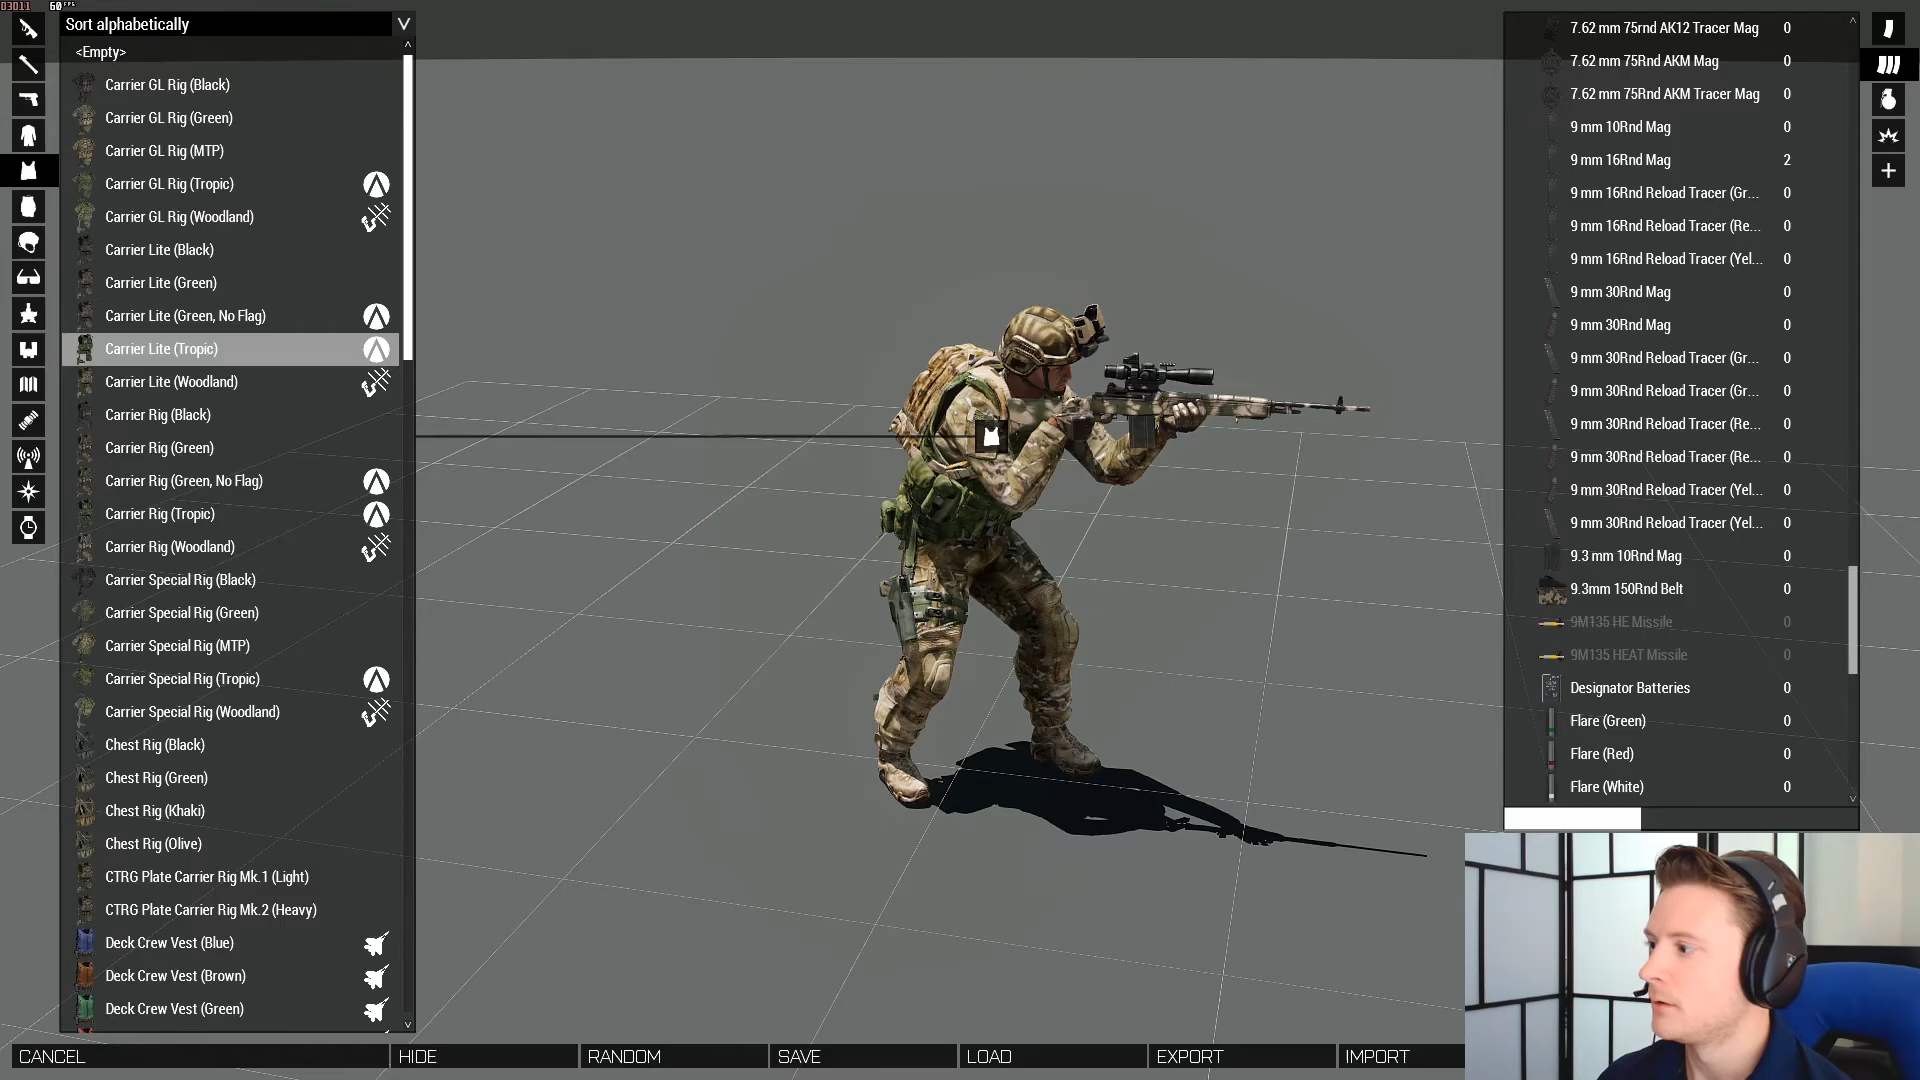 03011 60 FPS
Sort alphabetically
<Empty>
Carrier GL Rig (Black)
Carrier GL Rig (Green)
Carrier GL Rig (MTP)
Carrier GL Rig (Tropic)
Carrier GL Rig (Woodland)
Carrier Lite (Black)
Carrier Lite (Green)
Carrier Lite (Green, No Flag)
Carrier Lite (Tropic)
Carrier Lite (Woodland)
Carrier Rig (Black)
Carrier Rig (Green)
Carrier Rig (Green, No Flag)
Carrier Rig (Tropic)
Carrier Rig (Woodland)
Carrier Special Rig (Black)
Carrier Special Rig (Green)
Carrier Special Rig (MTP)
Carrier Special Rig (Tropic)
Carrier Special Rig (Woodland)
Chest Rig (Black)
Chest Rig (Green)
Chest Rig (Khaki)
Chest Rig (Olive)
CTRG Plate Carrier Rig Mk.1 (Light)
CTRG Plate Carrier Rig Mk.2 (Heavy)
Deck Crew Vest (Blue)
Deck Crew Vest (Brown)
Deck Crew Vest (Green)
7.62 mm 75rnd AK12 Tracer Mag 0
7.62 mm 75Rnd AKM Mag 0
7.62 mm 75Rnd AKM Tracer Mag 0
9 mm 10Rnd Mag 0
9 mm 16Rnd Mag 2
9 mm 16Rnd Reload Tracer (Gr... 0
9 mm 16Rnd Reload Tracer (Re... 0
9 mm 16Rnd Reload Tracer (Yel... 0
9 mm 30Rnd Mag 0
9 mm 30Rnd Mag 0
9 mm 30Rnd Reload Tracer (Gr... 0
9 mm 30Rnd Reload Tracer (Gr... 0
9 mm 30Rnd Reload Tracer (Re... 0
9 mm 30Rnd Reload Tracer (Re... 0
9 mm 30Rnd Reload Tracer (Yel... 0
9 mm 30Rnd Reload Tracer (Yel... 0
9.3 mm 10Rnd Mag 0
9.3mm 150Rnd Belt 0
9M135 HE Missile 0
9M135 HEAT Missile 0
Designator Batteries 0
Flare (Green) 0
Flare (Red) 0
Flare (White) 0
CANCEL HIDE RANDOM SAVE LOAD EXPORT IMPORT